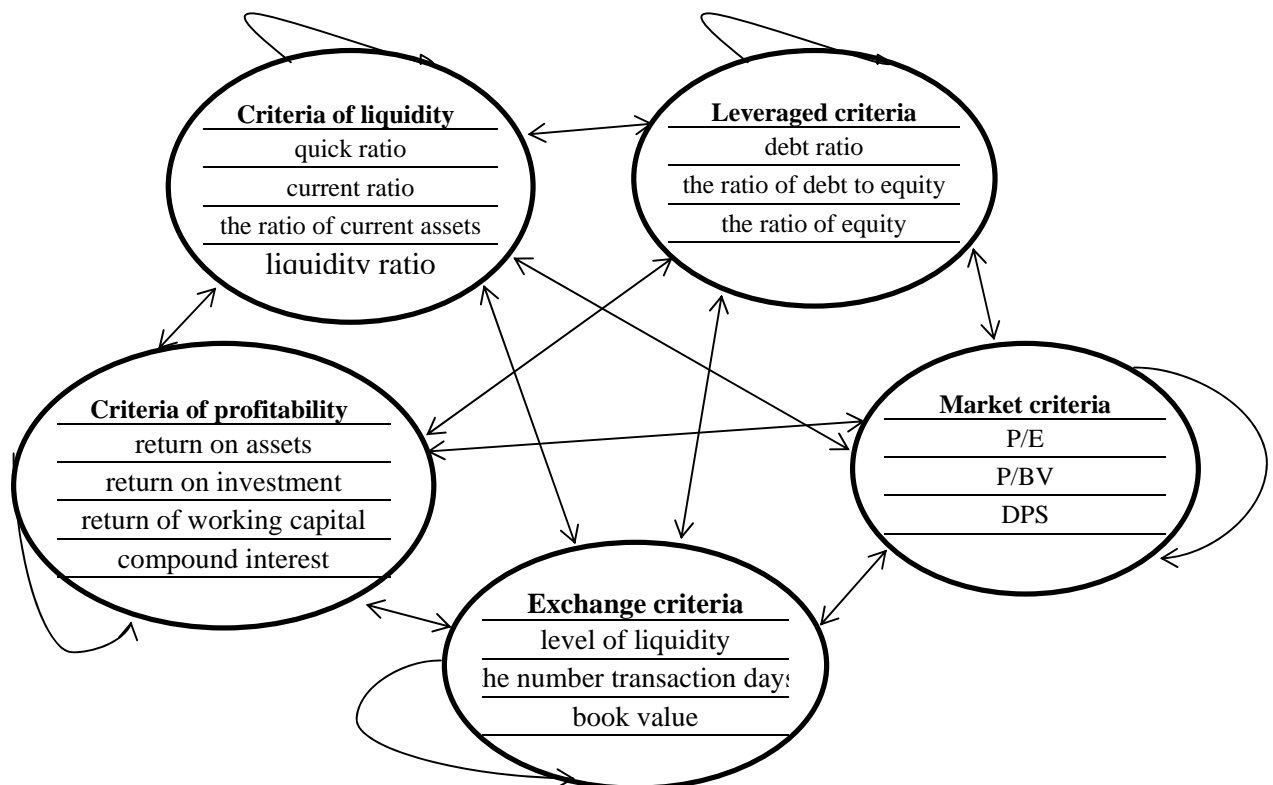 Criteria of liquidity
quick ratio
current ratio
the ratio of current assets
liquidity ratio
Leveraged criteria
debt ratio
the ratio of debt to equity
the ratio of equity
Criteria of profitability
return on assets
return on investment
return of working capital
compound interest
Market criteria
P/E
P/BV
DPS
Exchange criteria
level of liquidity
he number transaction days
book value